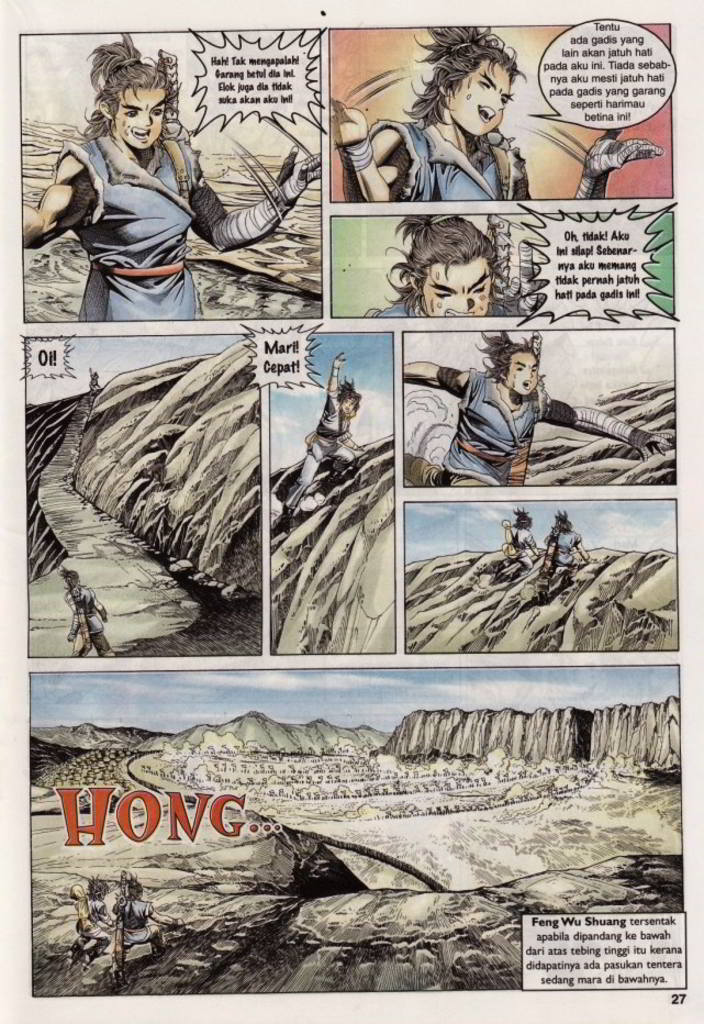 Hah! Tak mengapalah!
Garang betul dia ini.
Elok juga dia tidak
suka akan aku ini!
Tentu
ada gadis yang
lain akan jatuh hati
pada aku ini. Tiada sebab-
nya aku mesti jatuh hati
pada gadis yang garang
seperti harimau
betina ini!
Oh, tidak! Aku
ini silap! Sebenar-
nya aku memang
tidak pernah jatuh
hati pada gadis ini!
Oi!
Mari!
Cepat!
HONG...
Feng Wu Shuang tersentak
apabila dipandang ke bawah
dari atas tebing tinggi itu kerana
didapatinya ada pasukan tentera
sedang mara di bawahnya.
27